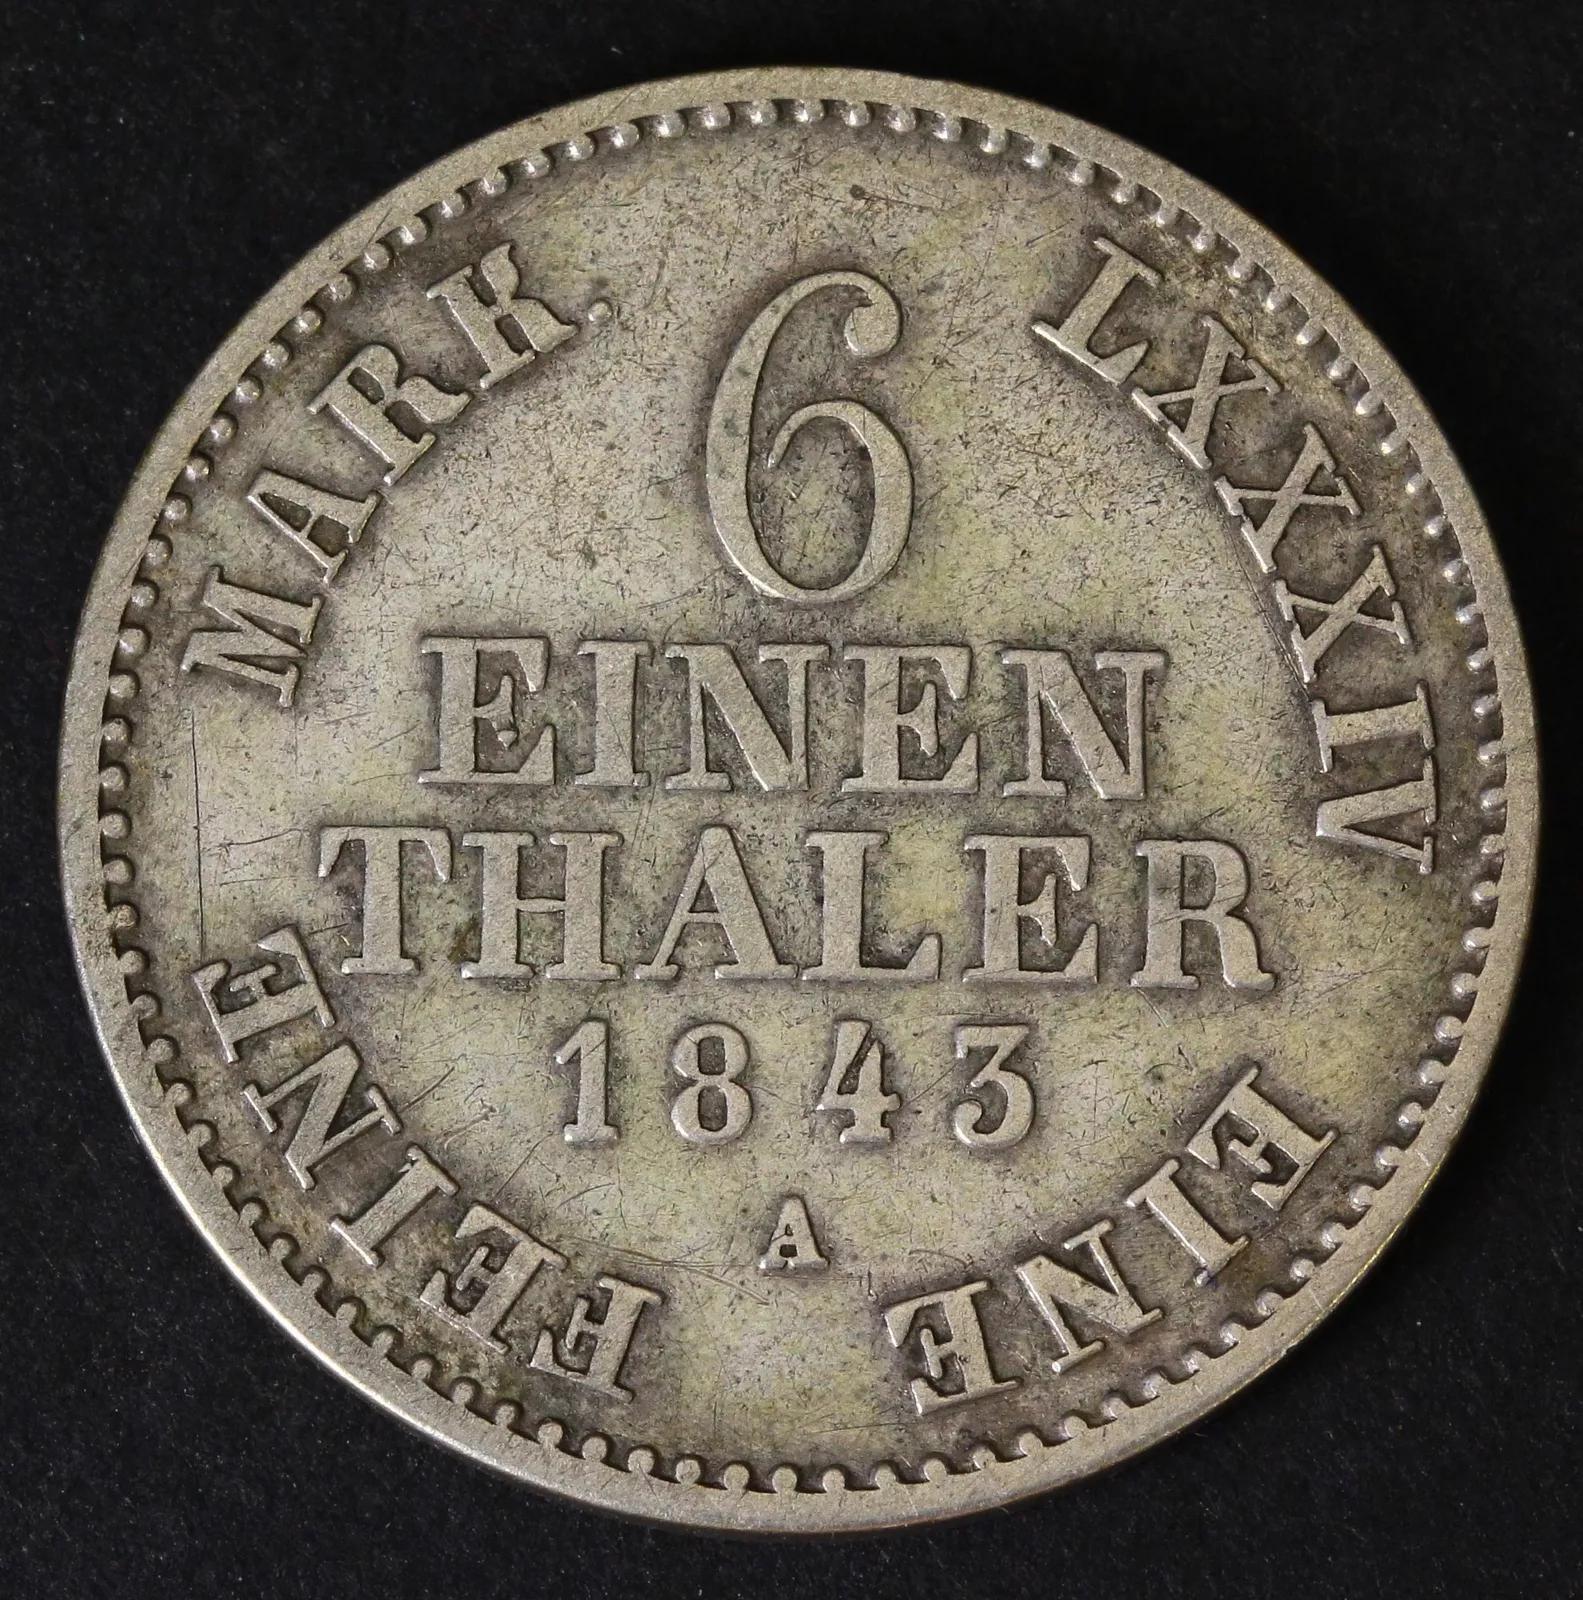 6
EINEN
THALER
1843
A
LXXXIV EINE FEINE MARK.